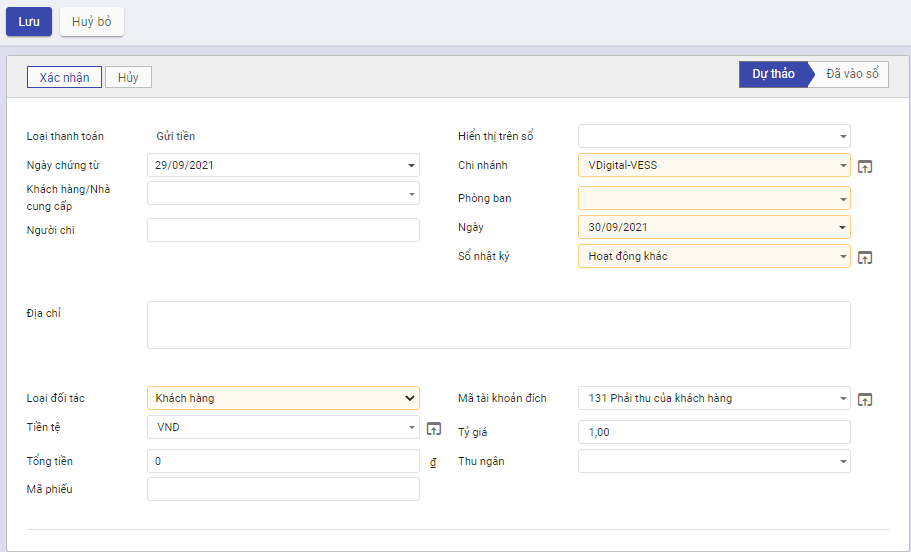 Lưu Huỷ bỏ
Xác nhận Hủy Dự thảo Đã vào sổ
Loại thanh toán Gửi tiền Hiển thị trên sổ
Ngày chứng từ 29/09/2021 Chi nhánh VDigital-VESS
Khách hàng/Nhà
cung cấp Phòng ban
Người chi Ngày 30/09/2021
Sổ nhật ký Hoạt động khác
Địa chỉ
Loại đối tác Khách hàng Mã tài khoản đích 131 Phải thu của khách hàng
Tiền tệ VND Tỷ giá 1,00
Tổng tiền 0 ₫ Thu ngân
Mã phiếu